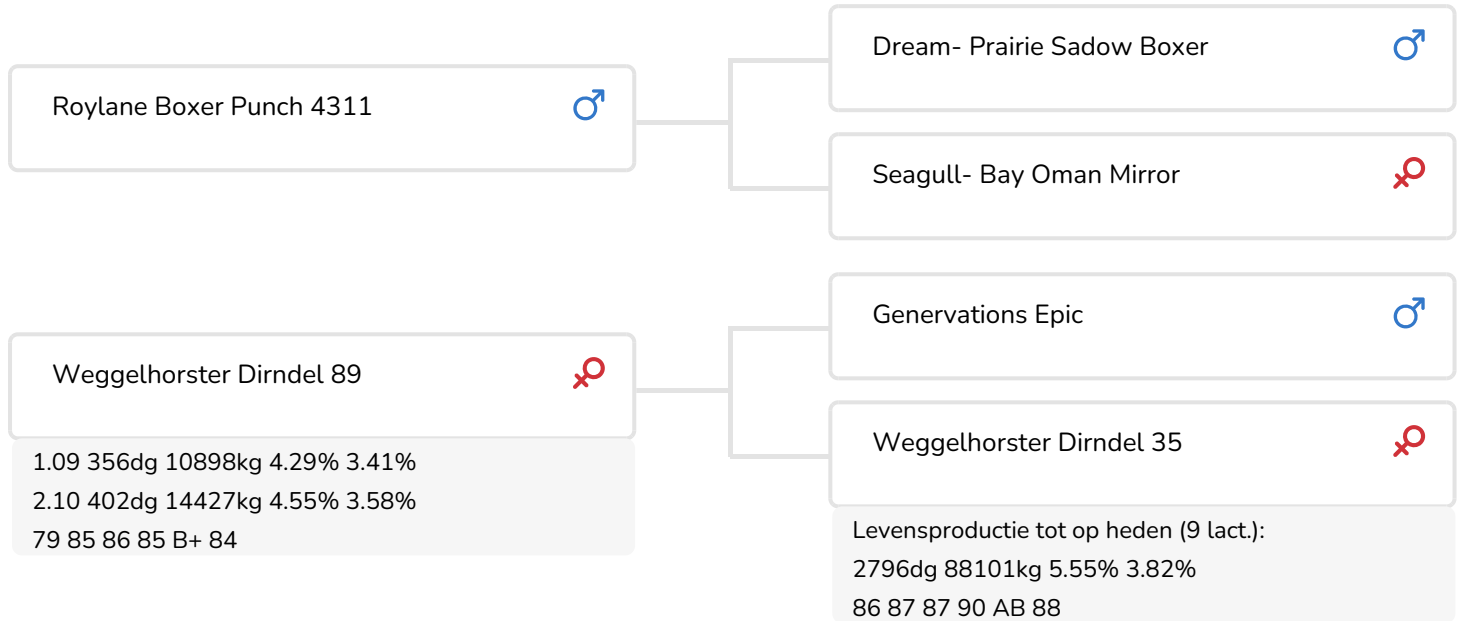 Dream- Prairie Sadow Boxer
Roylane Boxer Punch 4311
Seagull- Bay Oman Mirror
Genervations Epic
Weggelhorster Dirndel 89
1.09 356dg 10898kg 4.29% 3.41%
2.10 402dg 14427kg 4.55% 3.58%
79 85 86 85 B+ 84
Weggelhorster Dirndel 35
Levensproductie tot op heden (9 lact.):
2796dg 88101kg 5.55% 3.82%
86 87 87 90 AB 88